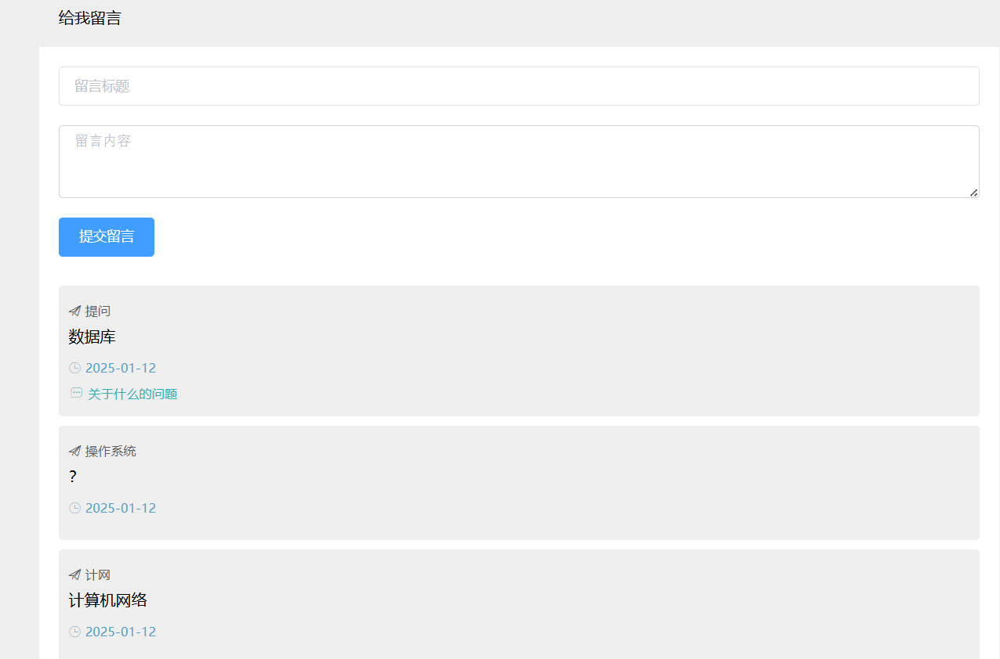 给我留言
留言标题
留言内容
提交留言
提问
数据库
2025-01-12
关于什么的问题
操作系统
？
2025-01-12
计网
计算机网络
2025-01-12